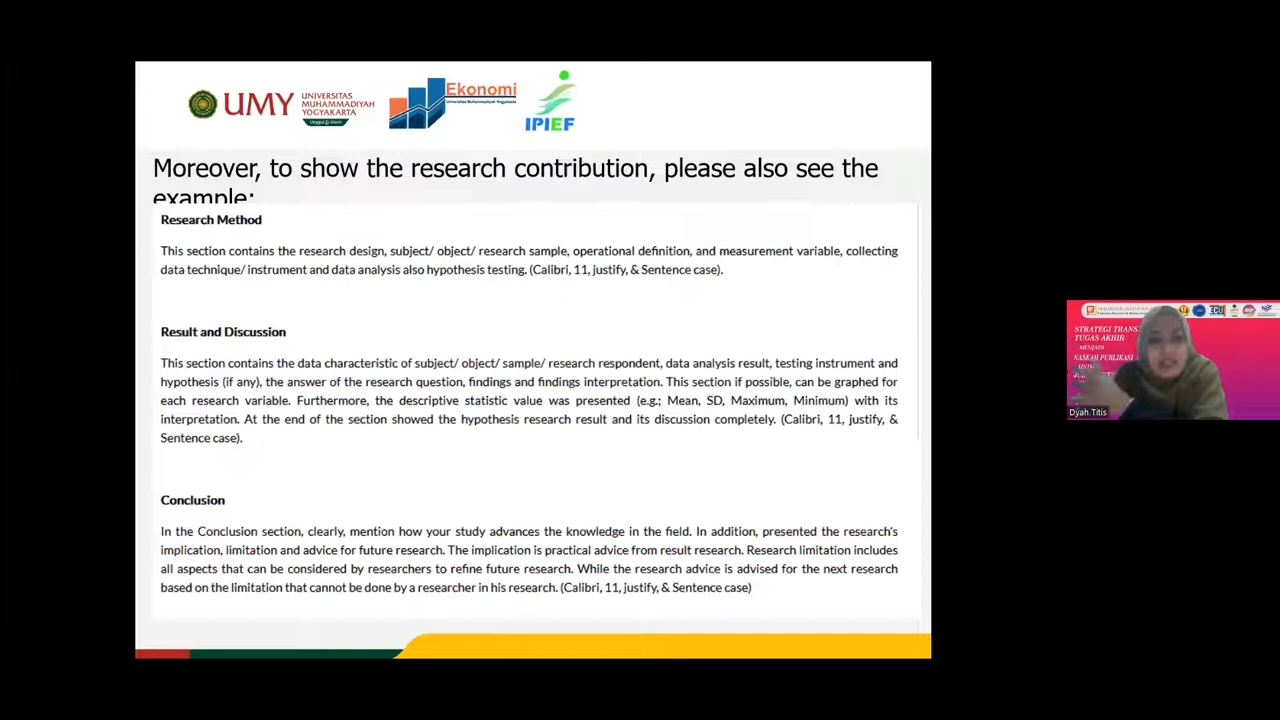 UMY UNIVERSITAS
MUHAMMADIYAH
YOGYAKARTA
Ekonomi
Universitas Muhammadiyah Yogyakarta
IPIEF
Moreover, to show the research contribution, please also see the
example:
Research Method
This section contains the research design, subject/ object/ research sample, operational definition, and measurement variable, collecting
data technique/ instrument and data analysis also hypothesis testing. (Calibri, 11, justify, & Sentence case).
Result and Discussion
This section contains the data characteristic of subject/ object/ sample/ research respondent, data analysis result, testing instrument and
hypothesis (if any), the answer of the research question, findings and findings interpretation. This section if possible, can be graphed for
each research variable. Furthermore, the descriptive statistic value was presented (e.g.; Mean, SD, Maximum, Minimum) with its
interpretation. At the end of the section showed the hypothesis research result and its discussion completely. (Calibri, 11, justify, &
Sentence case).
Conclusion
In the Conclusion section, clearly, mention how your study advances the knowledge in the field. In addition, presented the research's
implication, limitation and advice for future research. The implication is practical advice from result research. Research limitation includes
all aspects that can be considered by researchers to refine future research. While the research advice is advised for the next research
based on the limitation that cannot be done by a researcher in his research. (Calibri, 11, justify, & Sentence case)
STRATEGI
TUGAS AKHIR
MENJADI
NASKAH PUBLIKASI
Dyah Titis